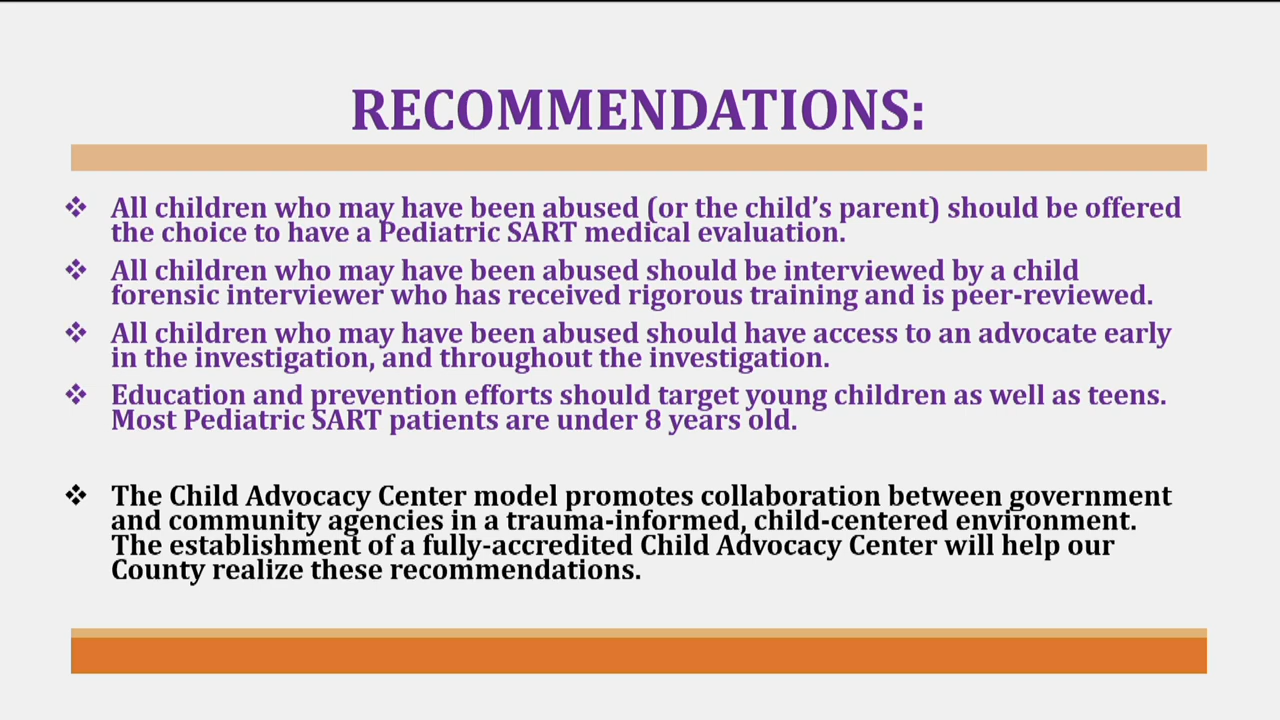 RECOMMENDATIONS:
❖ All children who may have been abused (or the child’s parent) should be offered
the choice to have a Pediatric SART medical evaluation.
❖ All children who may have been abused should be interviewed by a child
forensic interviewer who has received rigorous training and is peer-reviewed.
❖ All children who may have been abused should have access to an advocate early
in the investigation, and throughout the investigation.
❖ Education and prevention efforts should target young children as well as teens.
Most Pediatric SART patients are under 8 years old.
❖ The Child Advocacy Center model promotes collaboration between government
and community agencies in a trauma-informed, child-centered environment.
The establishment of a fully-accredited Child Advocacy Center will help our
County realize these recommendations.